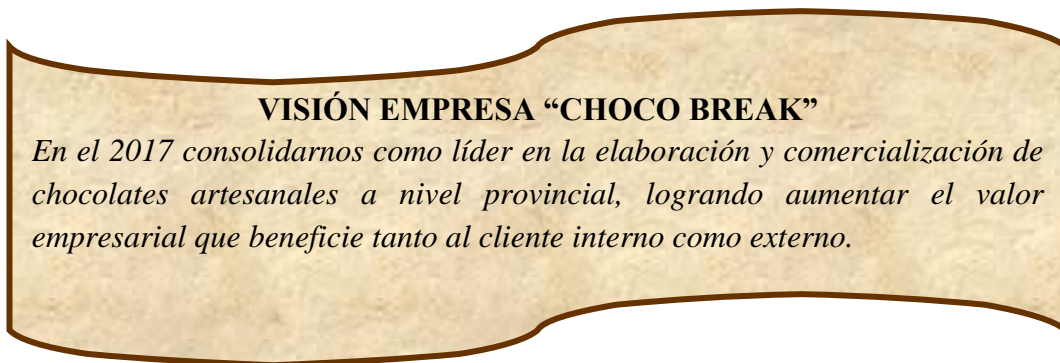 VISIÓN EMPRESA “CHOCO BREAK”
En el 2017 consolidarnos como líder en la elaboración y comercialización de
chocolates artesanales a nivel provincial, logrando aumentar el valor
empresarial que beneficie tanto al cliente interno como externo.